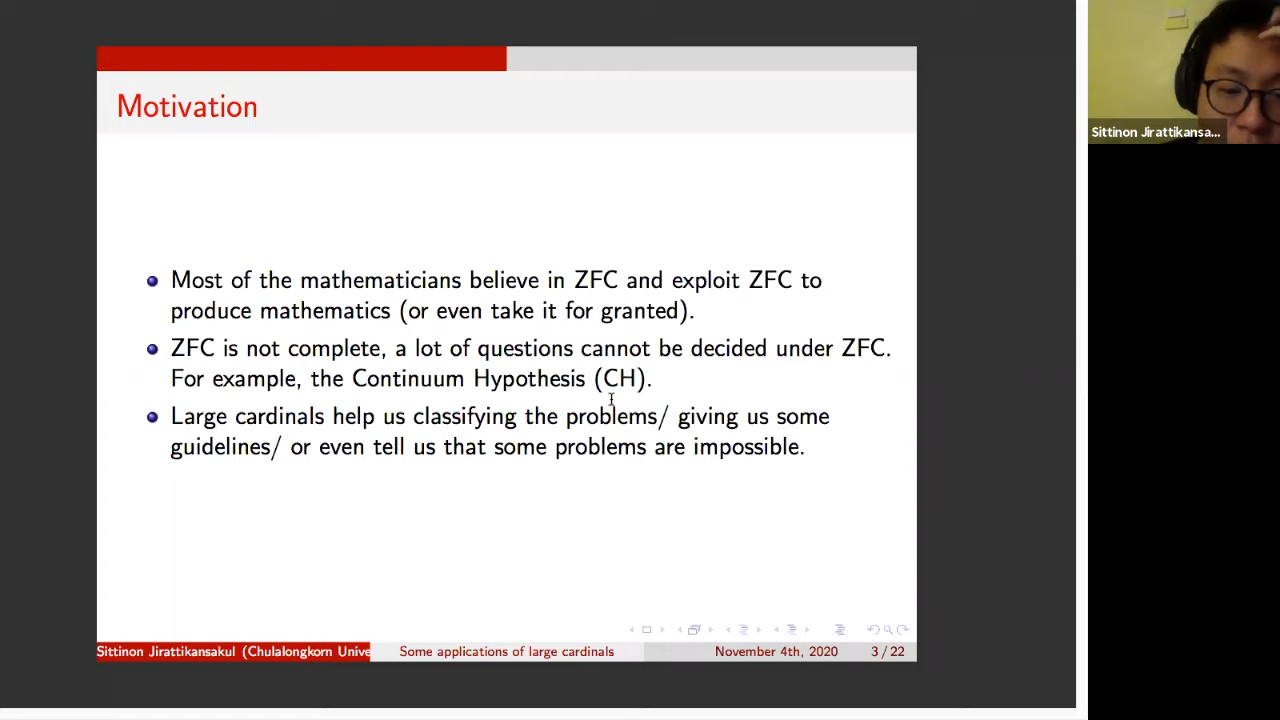 Motivation
Most of the mathematicians believe in ZFC and exploit ZFC to
produce mathematics (or even take it for granted).
ZFC is not complete, a lot of questions cannot be decided under ZFC.
For example, the Continuum Hypothesis (CH).
Large cardinals help us classifying the problems/ giving us some
guidelines/ or even tell us that some problems are impossible.
Sittinon Jirattikansakul (Chulalongkorn Unive
Some applications of large cardinals
November 4th, 2020
3 / 22
Sittinon Jirattikansa...